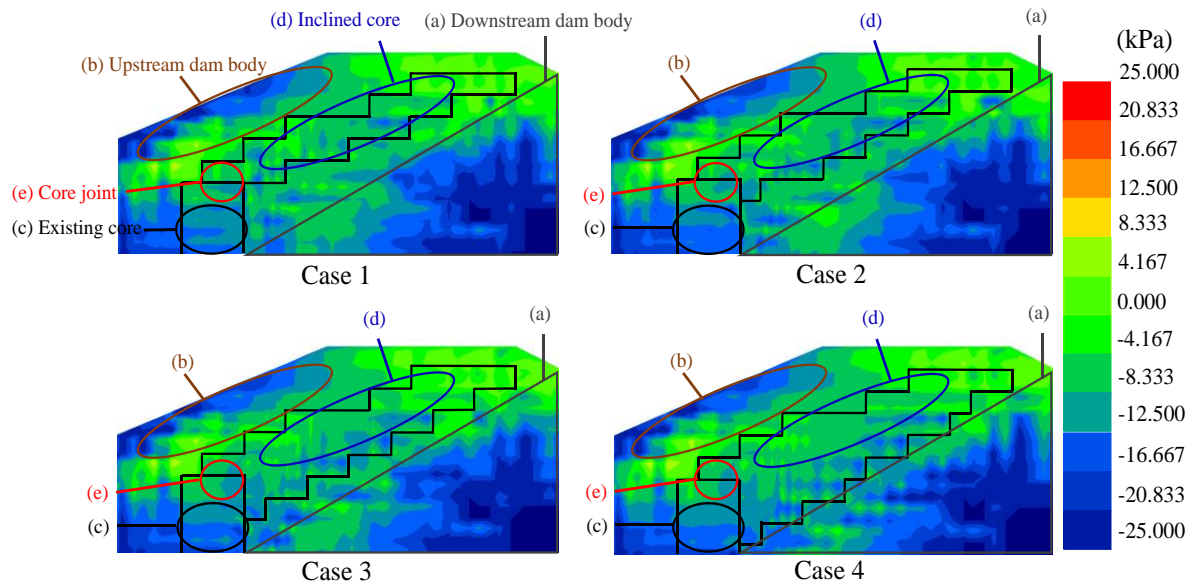 (d) Inclined core
(a) Downstream dam body
(b) Upstream dam body
(e) Core joint
(c) Existing core
Case 1
(d)
(a)
(b)
(e)
(c)
Case 2
(d)
(a)
(b)
(e)
(c)
Case 3
(d)
(a)
(b)
(e)
(c)
Case 4
(kPa)
25.000
20.833
16.667
12.500
8.333
4.167
0.000
-4.167
-8.333
-12.500
-16.667
-20.833
-25.000